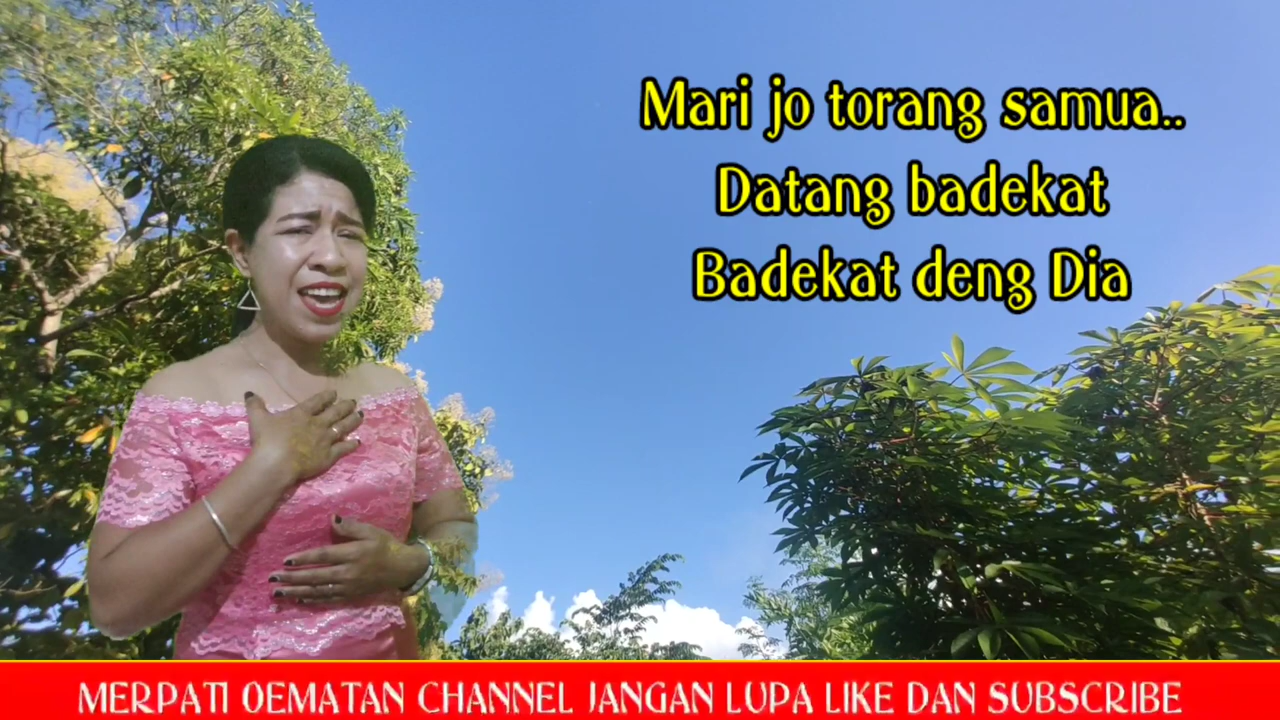 Mari jo torang samua..
Datang badekat
Badekat deng Dia
MERPATI OEMATAN CHANNEL JANGAN LUPA LIKE DAN SUBSCRIBE